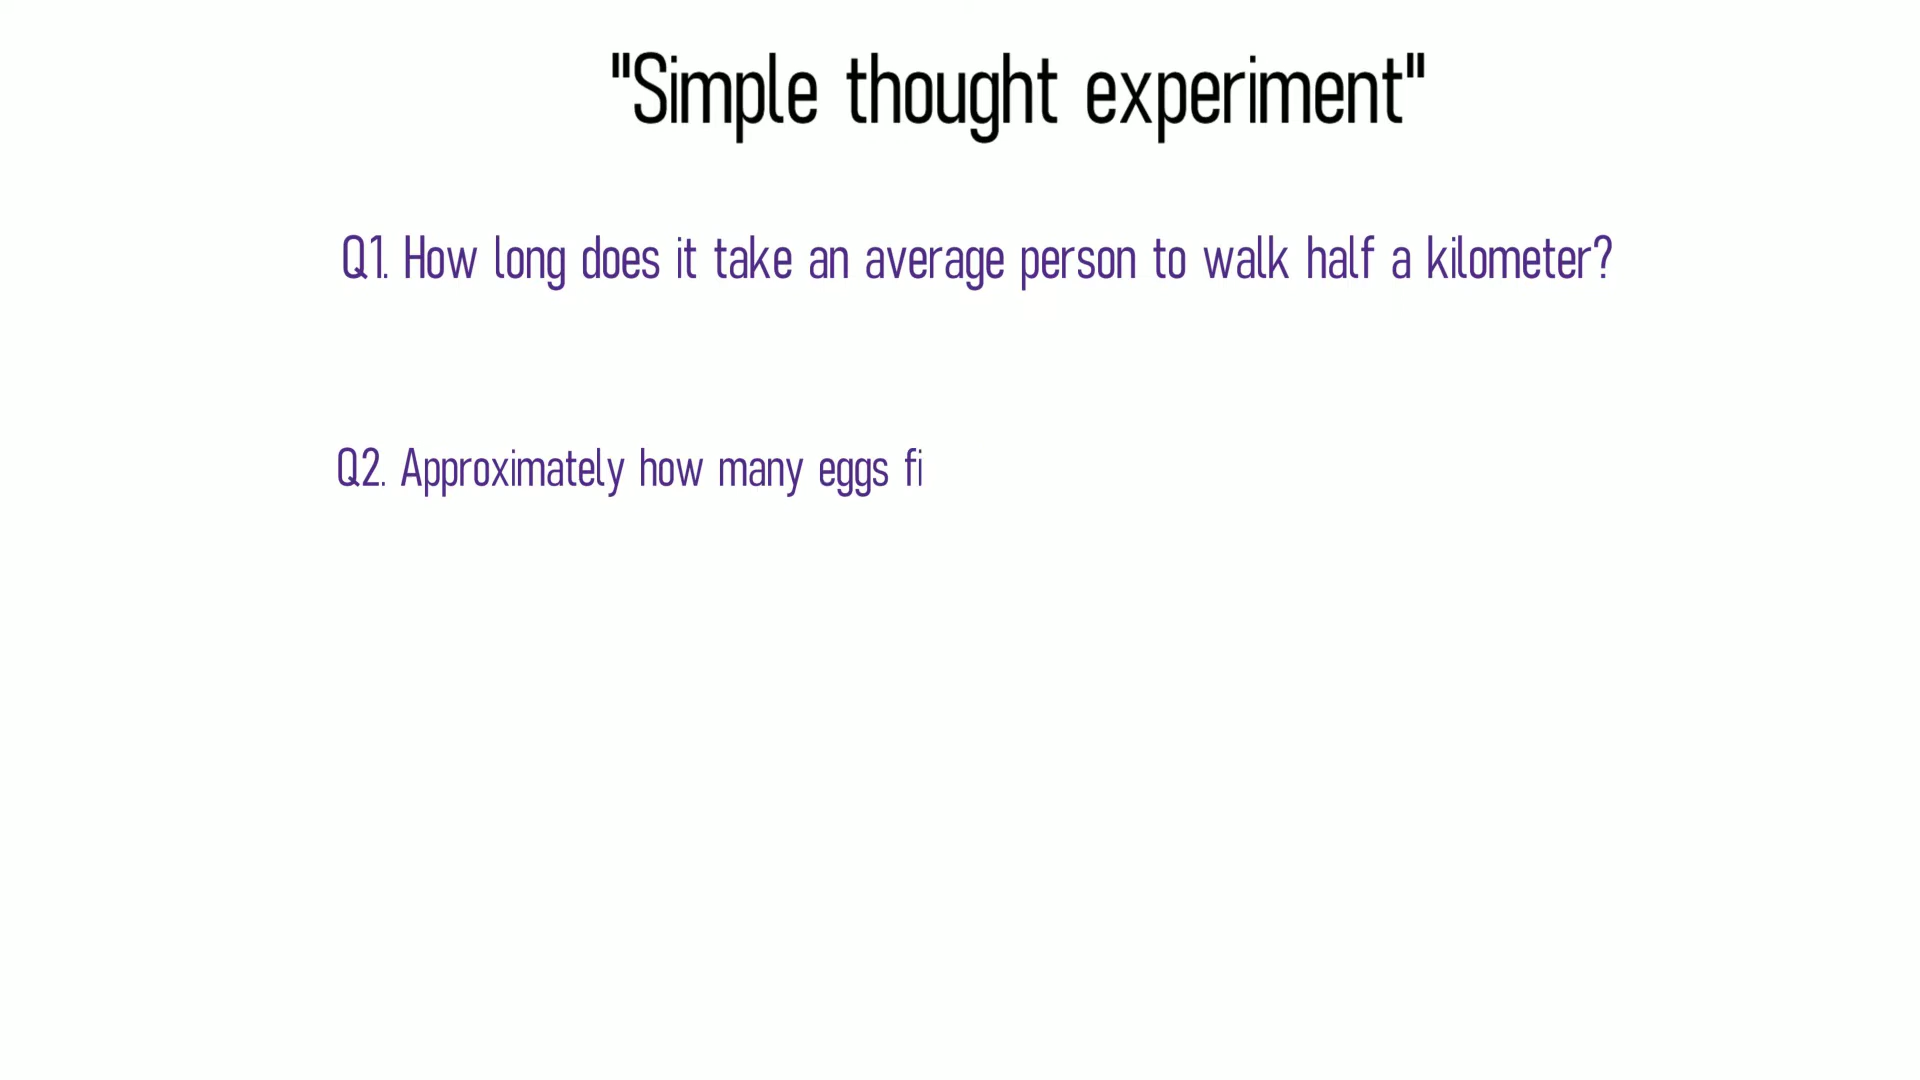 "Simple thought experiment"
Q1. How long does it take an average person to walk half a kilometer?
Q2. Approximately how many eggs fi